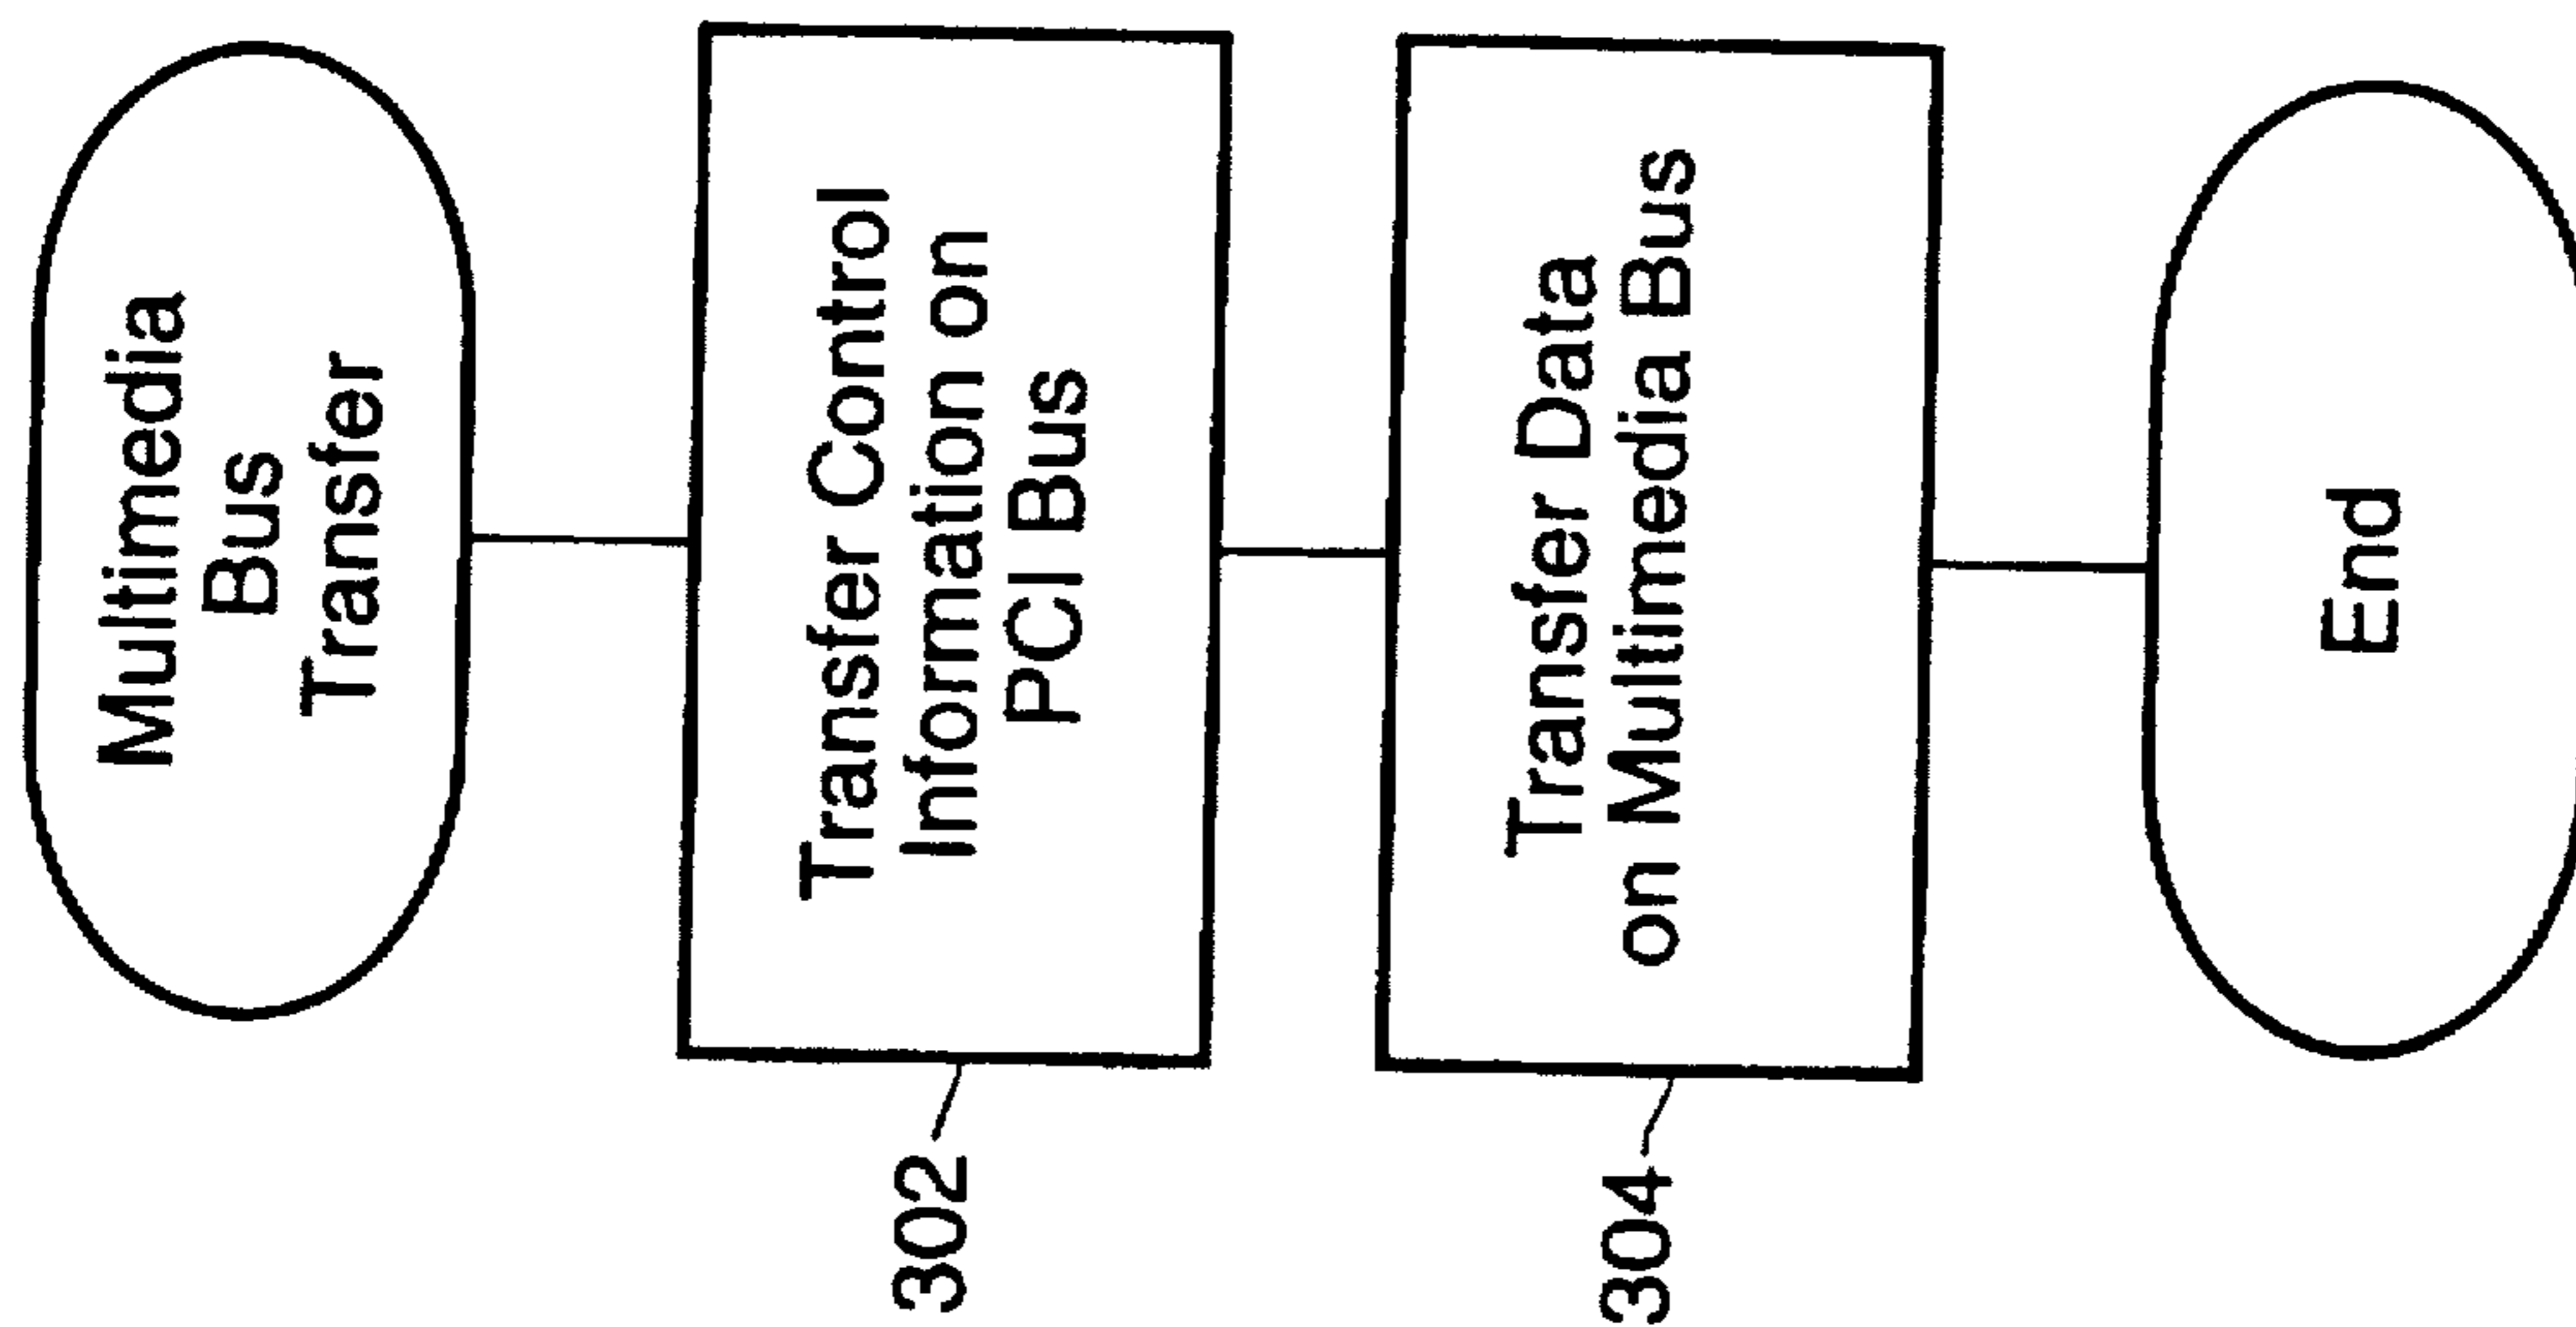 Multimedia
Bus
Transfer
302
Transfer Control
Information on
PCI Bus
304
Transfer Data
on Multimedia Bus
End